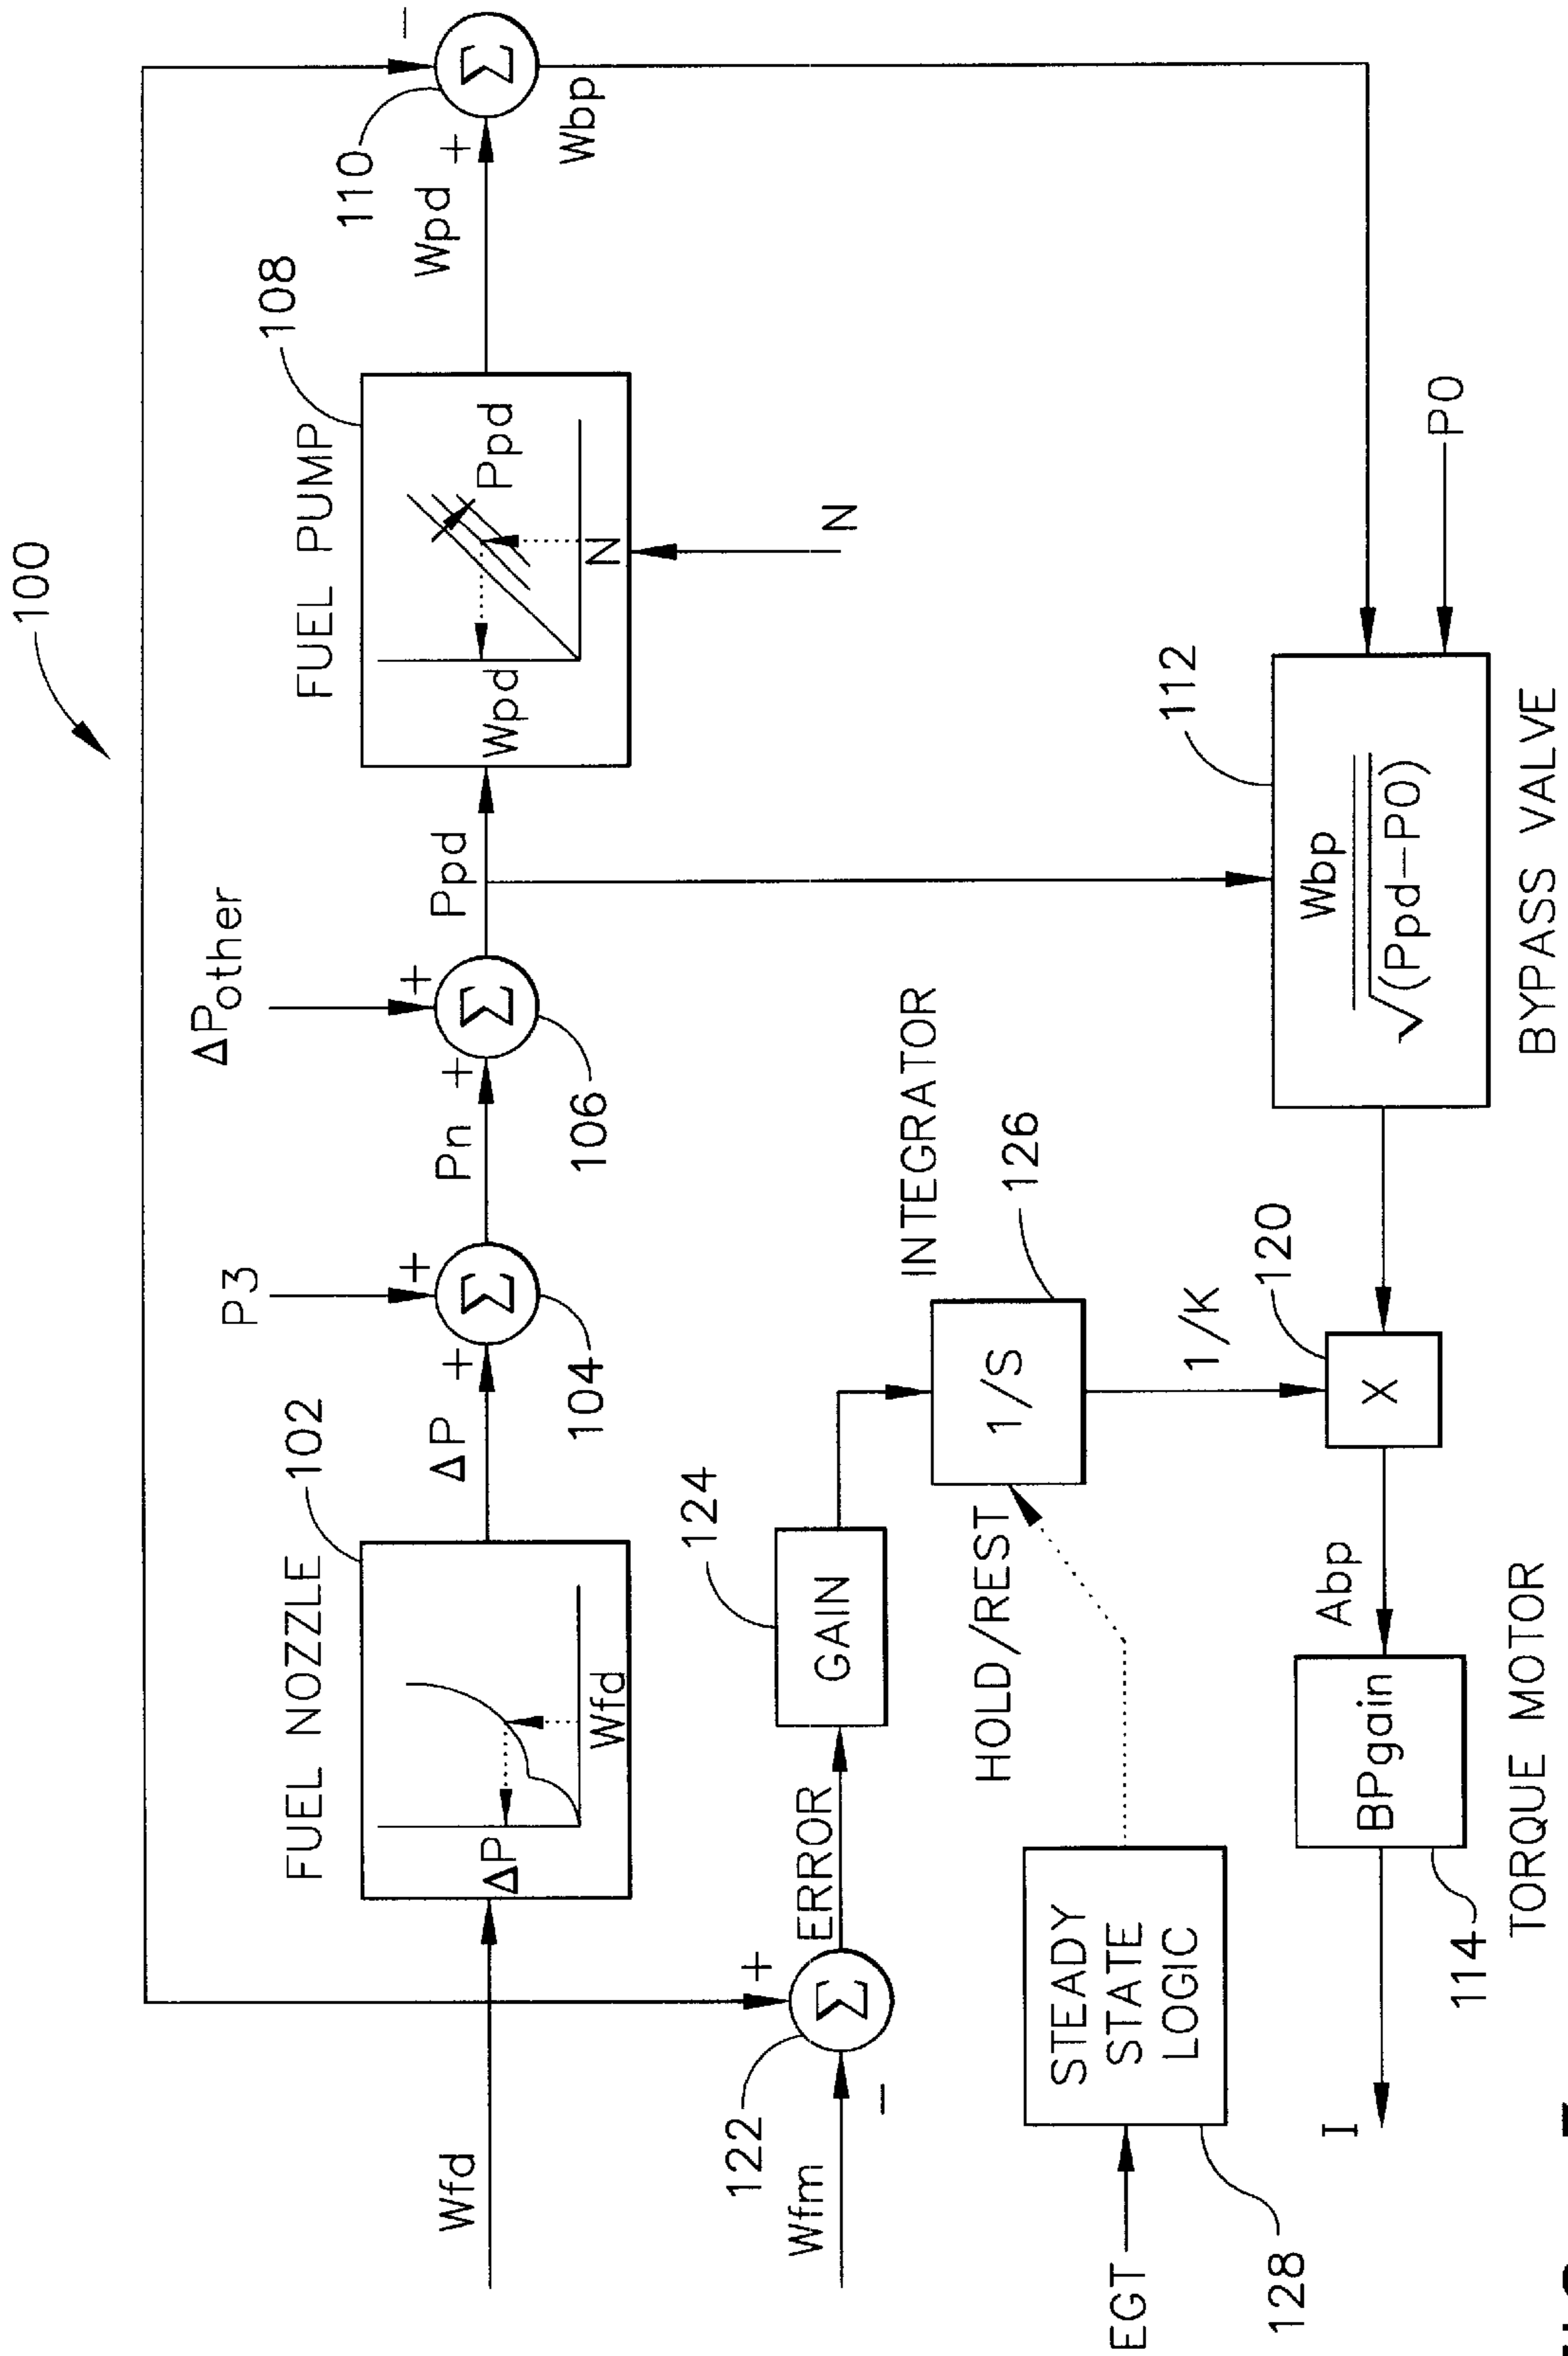 100
FUEL NOZZLE
102
ΔP
Wfd
Wfd
ΔP
+
P3
+
Σ
104
Pn
+
ΔPother
+
Σ
106
Ppd
FUEL PUMP
108
Wpd
Ppd
N
N
Wpd
+
110
−
Σ
Wbp
Wfm
−
122
+
Σ
ERROR
124
GAIN
INTEGRATOR
126
1/S
HOLD/REST
1/K
EGT
STEADY
STATE
LOGIC
128
112
Wbp
√(Ppd−P0)
P0
BYPASS VALVE
120
X
Abp
BPgain
114
TORQUE MOTOR
I